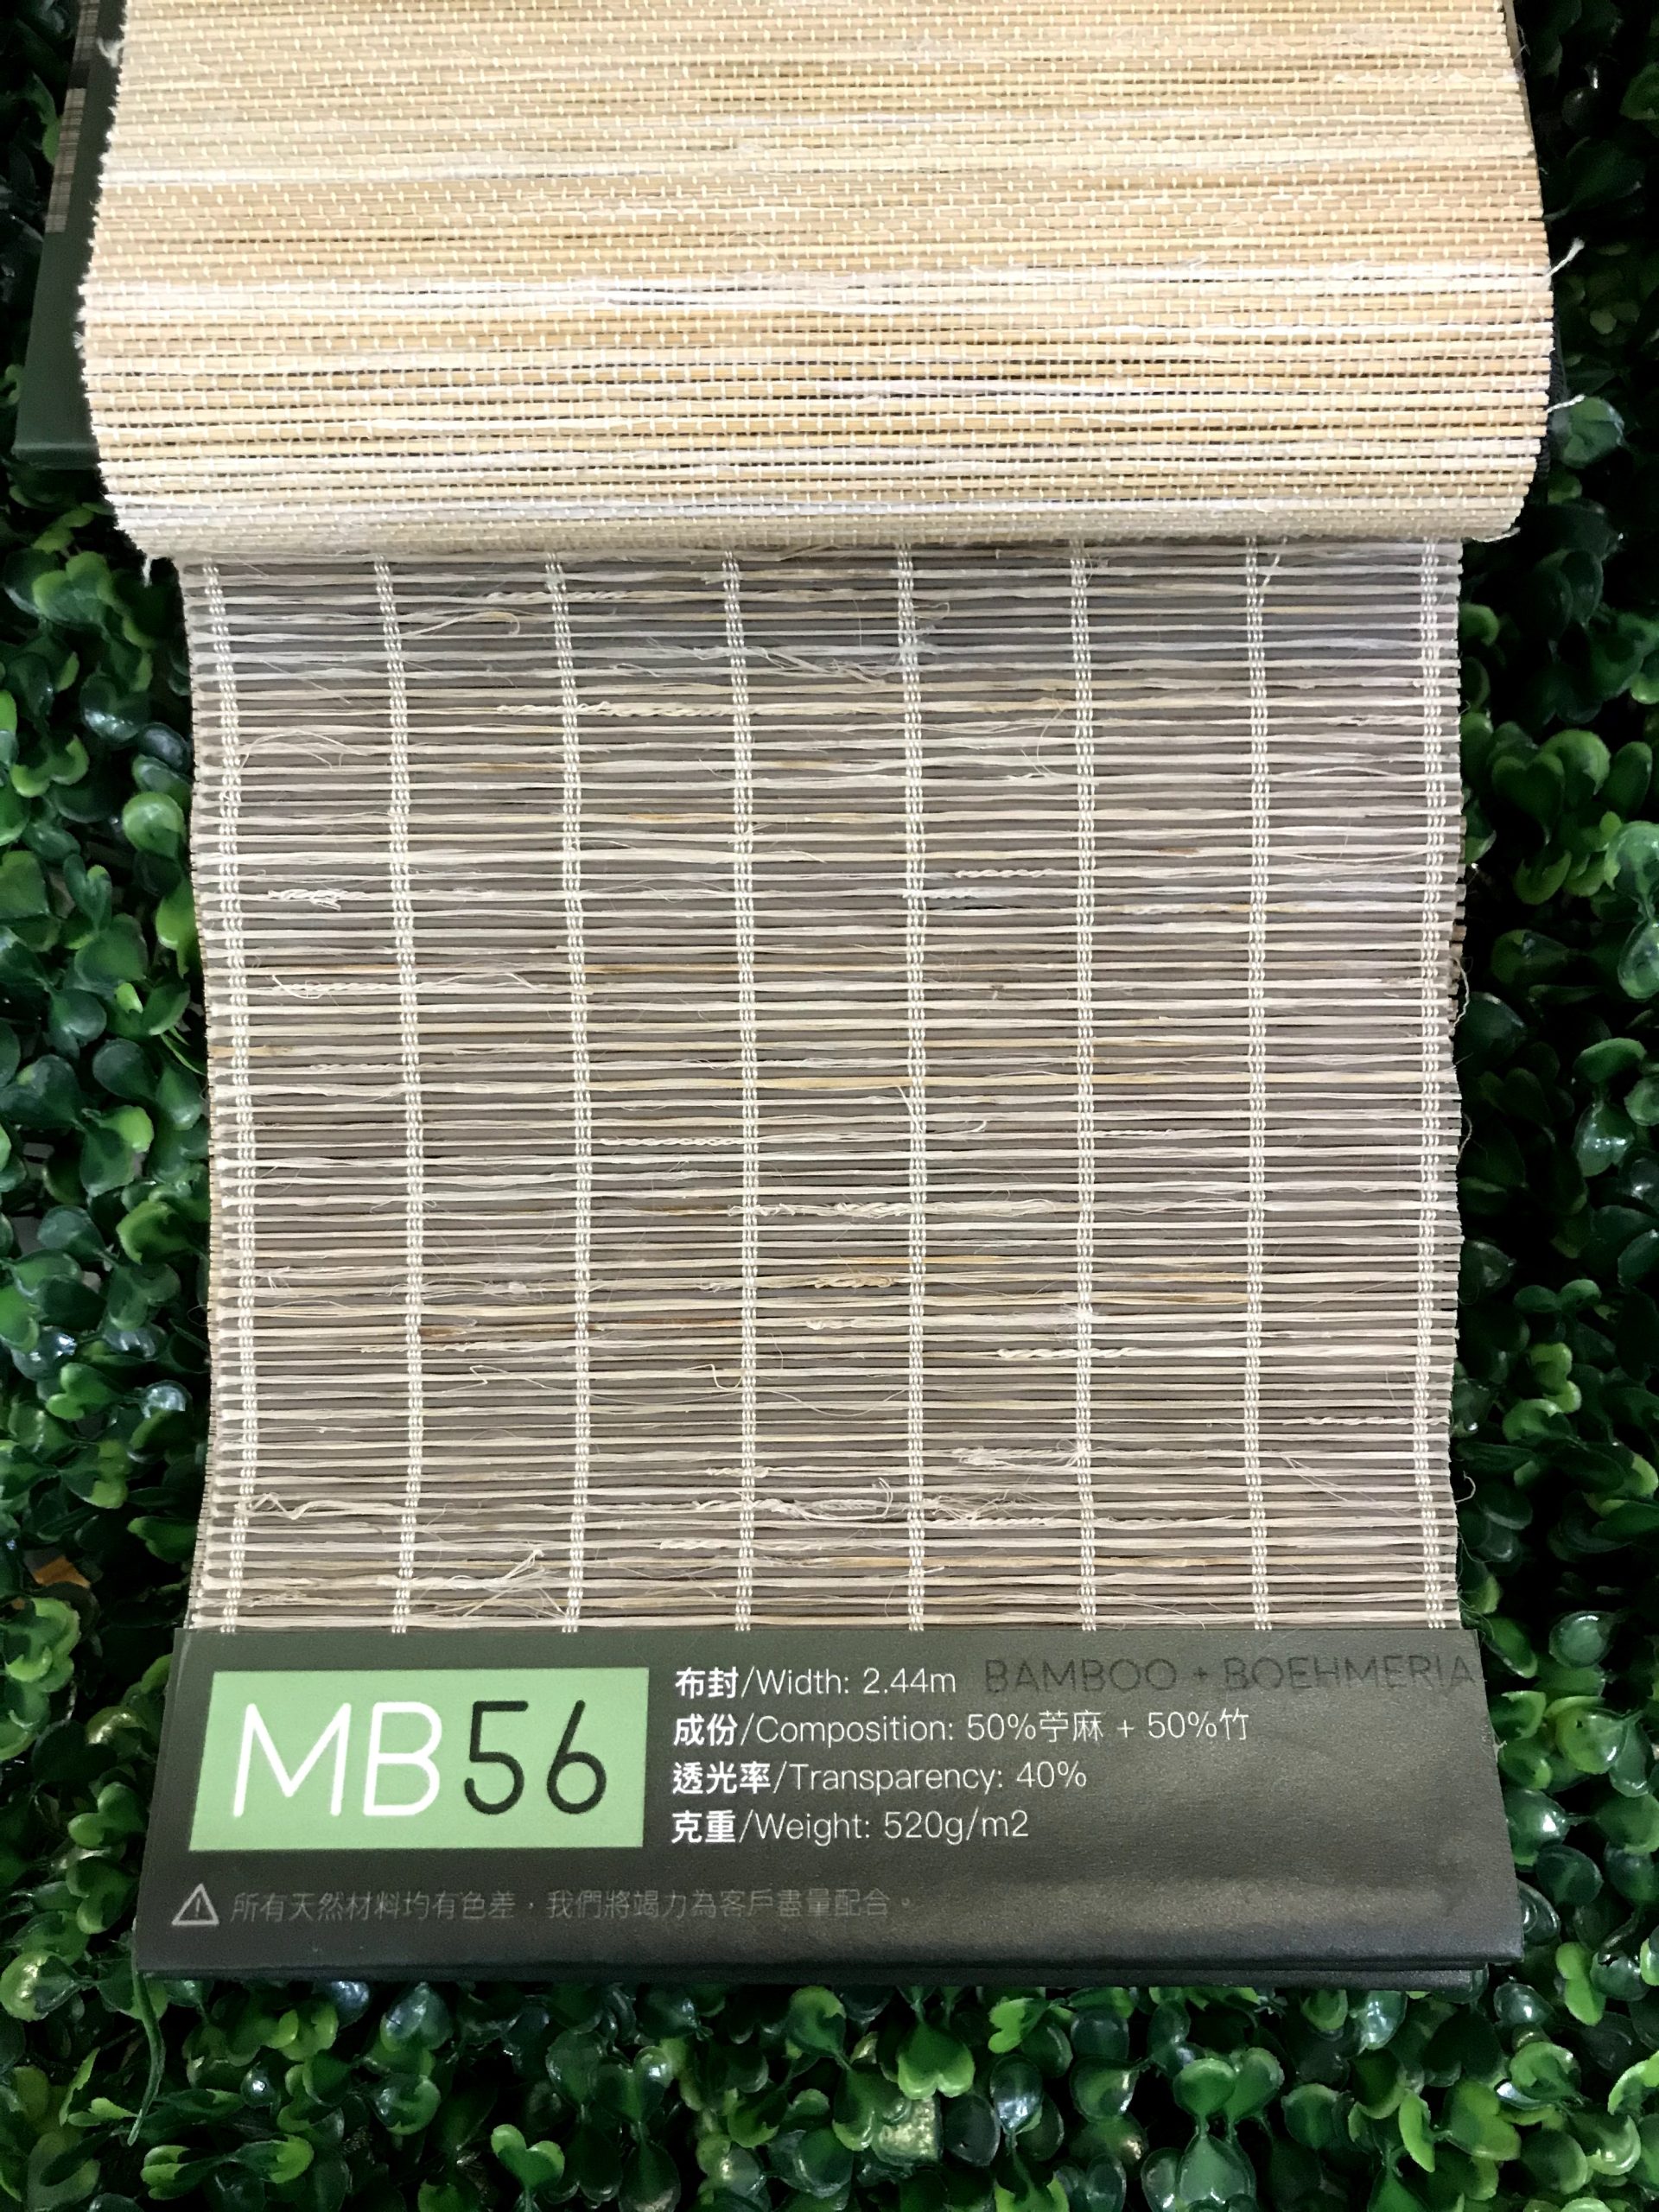 MB56
布封/Width: 2.44m BAMBOO + BOEHMERIA
成份/Composition: 50%苧麻 + 50%竹
透光率/Transparency: 40%
克重/Weight: 520g/m2
所有天然材料均有色差，我們將竭力為客戶盡量配合。